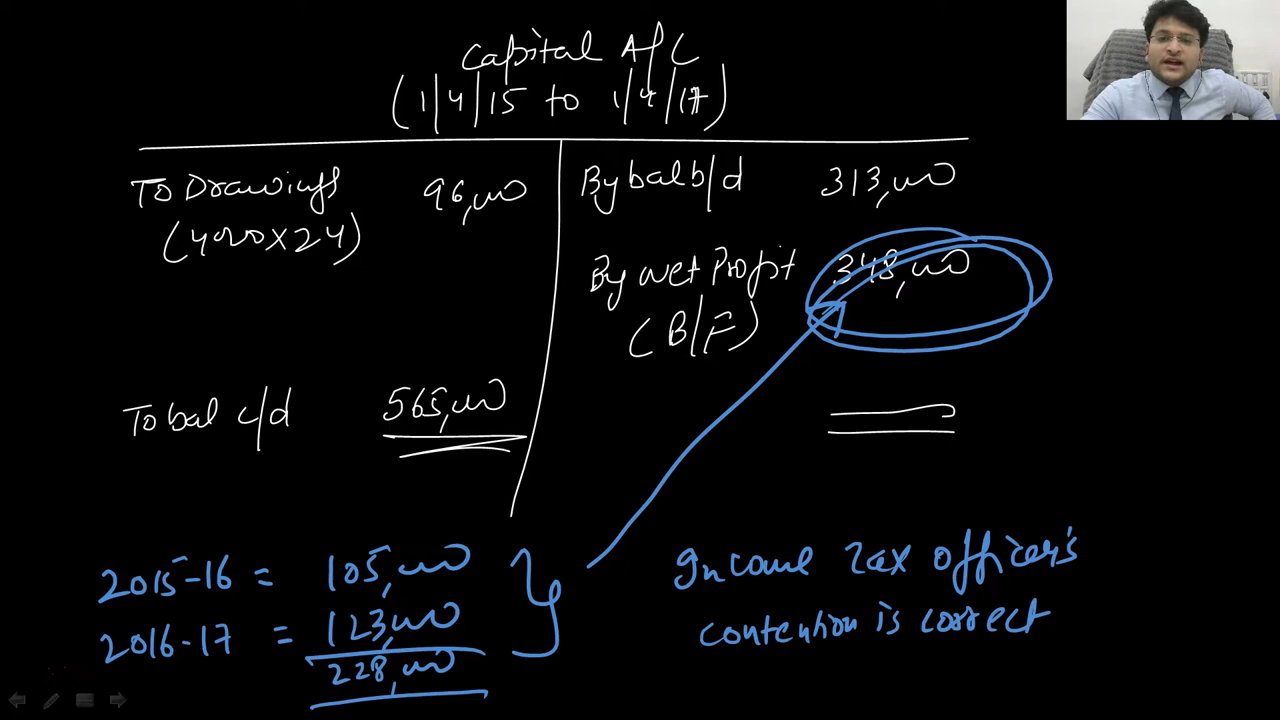 Capital A/C
(1/4/15 to 1/4/17)
To Drawings 96,000 By bal b/d 313,000
(4000x24)
By Net Profit 348,000
(B/F)
To bal c/d 565,000
2015-16 = 105,000
2016-17 = 123,000
228,000
Income Tax officer's
contention is correct